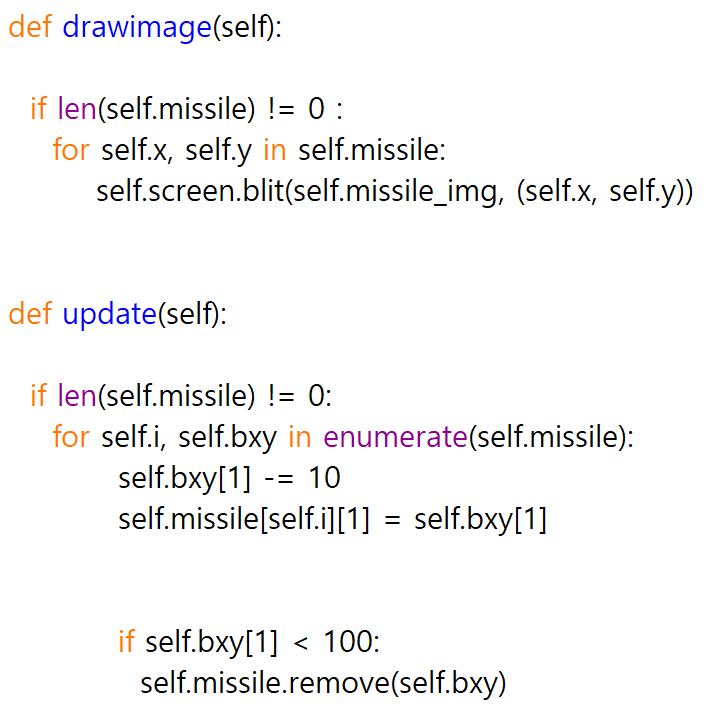 def drawimage(self):
if len(self.missile) != 0 :
for self.x, self.y in self.missile:
self.screen.blit(self.missile_img, (self.x, self.y))
def update(self):
if len(self.missile) != 0:
for self.i, self.bxy in enumerate(self.missile):
self.bxy[1] -= 10
self.missile[self.i][1] = self.bxy[1]
if self.bxy[1] < 100:
self.missile.remove(self.bxy)